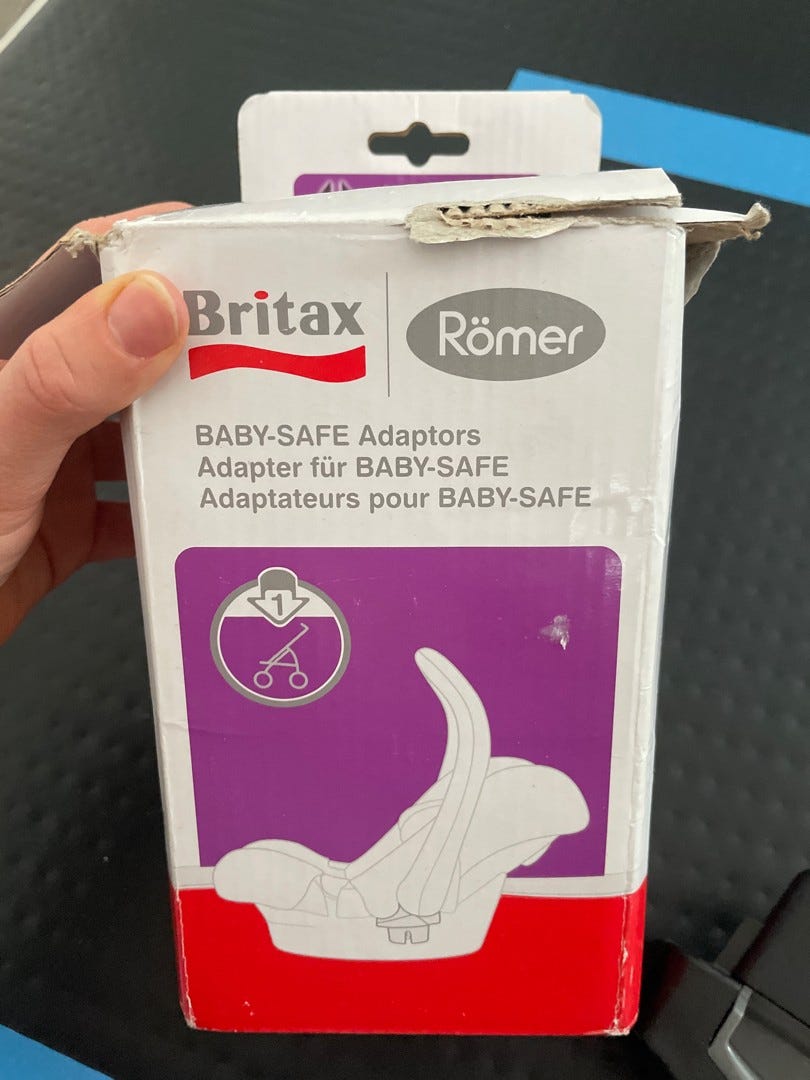 Britax
Römer
BABY-SAFE Adaptors
Adapter für BABY-SAFE
Adaptateurs pour BABY-SAFE
1